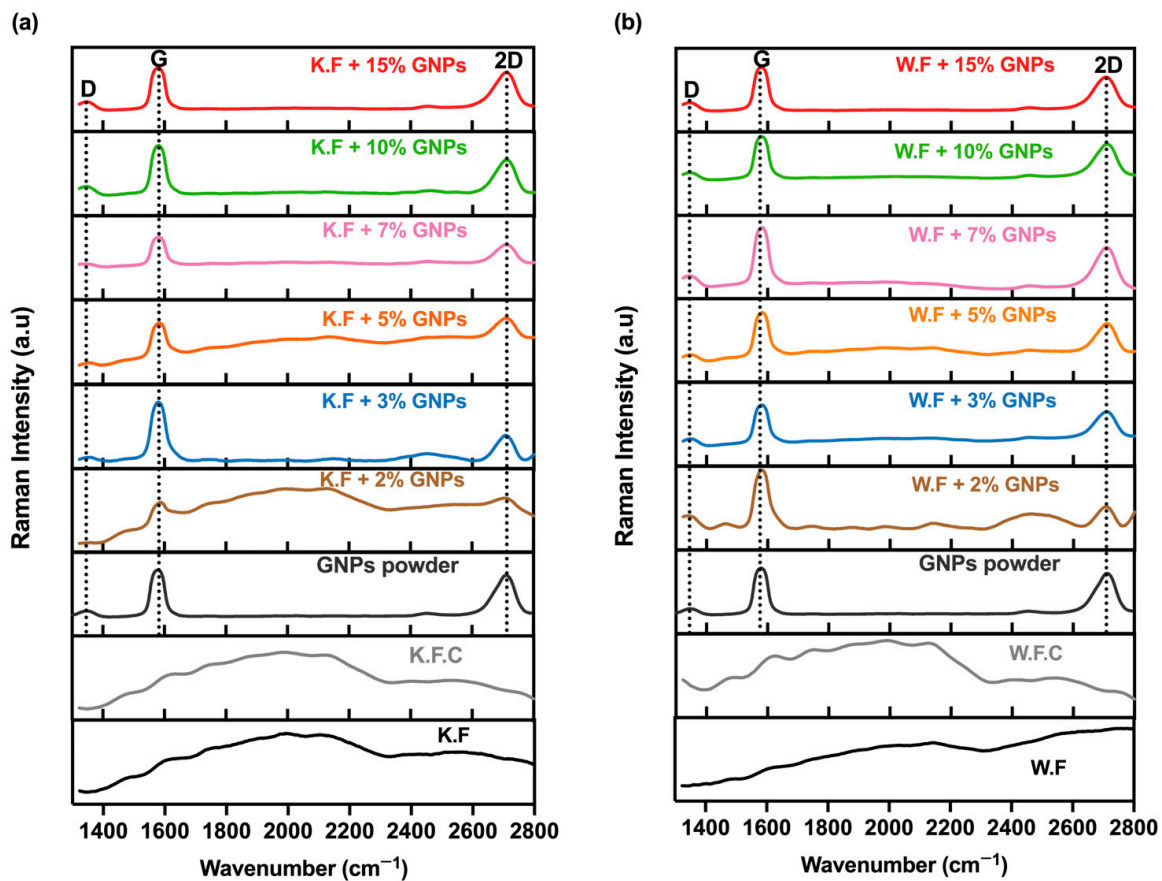 (a)
D
G
2D
K.F + 15% GNPs
K.F + 10% GNPs
K.F + 7% GNPs
K.F + 5% GNPs
K.F + 3% GNPs
K.F + 2% GNPs
GNPs powder
K.F.C
K.F
Raman Intensity (a.u)
1400 1600 1800 2000 2200 2400 2600 2800
Wavenumber (cm⁻¹)
(b)
D
G
2D
W.F + 15% GNPs
W.F + 10% GNPs
W.F + 7% GNPs
W.F + 5% GNPs
W.F + 3% GNPs
W.F + 2% GNPs
GNPs powder
W.F.C
W.F
Raman Intensity (a.u)
1400 1600 1800 2000 2200 2400 2600 2800
Wavenumber (cm⁻¹)